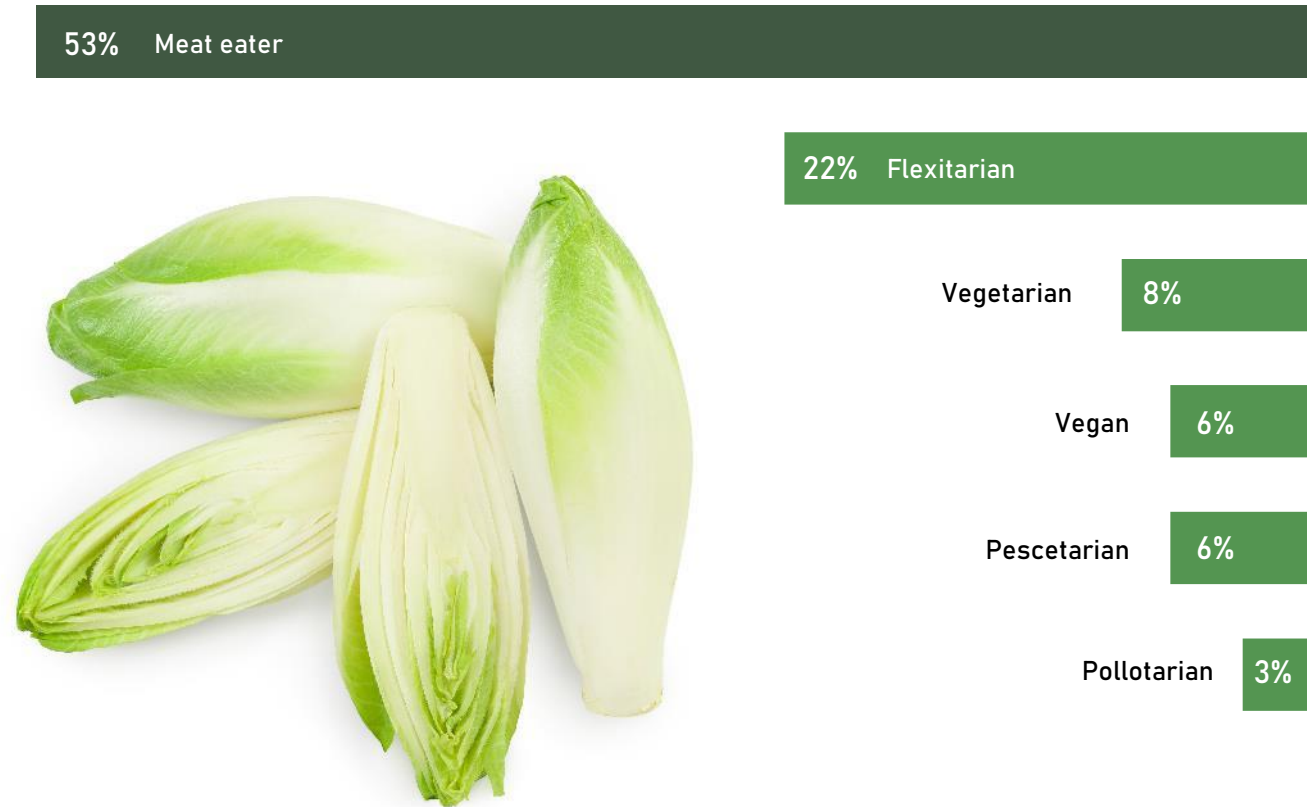 53% Meat eater
22% Flexitarian
Vegetarian 8%
Vegan 6%
Pescetarian 6%
Pollotarian 3%